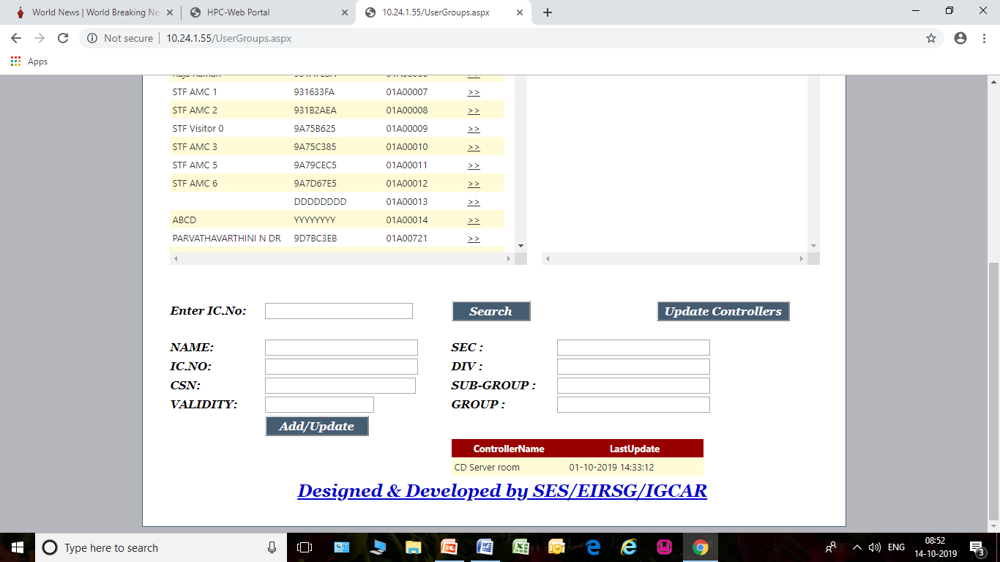 World News | World Breaking Ne
HPC-Web Portal
10.24.1.55/UserGroups.aspx
Not secure 10.24.1.55/UserGroups.aspx
Apps
STF AMC 1 931633FA 01A00007 >>
STF AMC 2 931B2AEA 01A00008 >>
STF Visitor 0 9A75B625 01A00009 >>
STF AMC 3 9A75C385 01A00010 >>
STF AMC 5 9A79CEC5 01A00011 >>
STF AMC 6 9A7D67E5 01A00012 >>
DDDDDDDD 01A00013 >>
ABCD YYYYYYYY 01A00014 >>
PARVATHAVARTHINI N DR 9D7BC3EB 01A00721 >>
Enter IC.No: Search Update Controllers
NAME: SEC :
IC.NO: DIV :
CSN: SUB-GROUP :
VALIDITY: GROUP :
Add/Update
ControllerName LastUpdate
CD Server room 01-10-2019 14:33:12
Designed & Developed by SES/EIRSG/IGCAR
Type here to search
ENG
08:52
14-10-2019
3